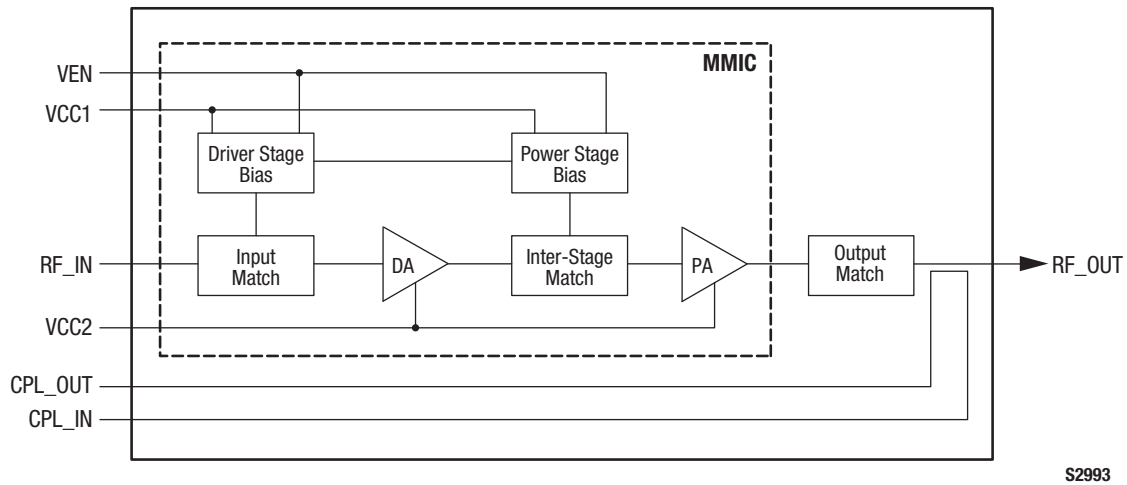 MMIC
VEN
VCC1
Driver Stage
Bias
Power Stage
Bias
RF_IN
Input
Match
DA
Inter-Stage
Match
PA
Output
Match
RF_OUT
VCC2
CPL_OUT
CPL_IN
S2993